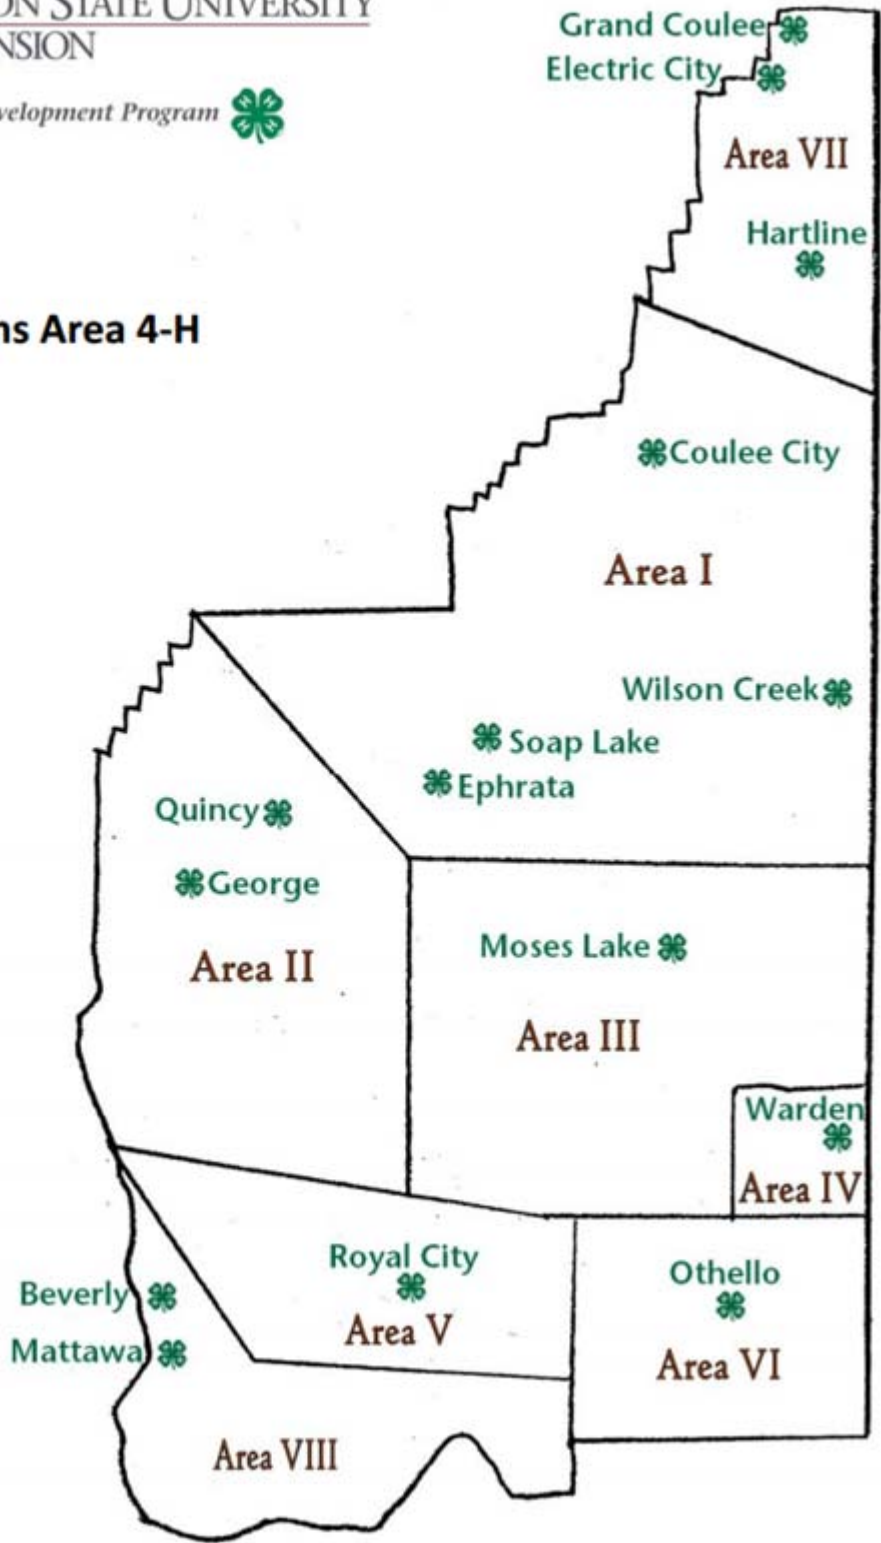 ON STATE UNIVERSITY
NSION
velopment Program
ns Area 4-H
Grand Coulee
Electric City
Area VII
Hartline
Coulee City
Area I
Wilson Creek
Soap Lake
Ephrata
Quincy
George
Area II
Moses Lake
Area III
Warden
Area IV
Royal City
Area V
Othello
Area VI
Beverly
Mattawa
Area VIII